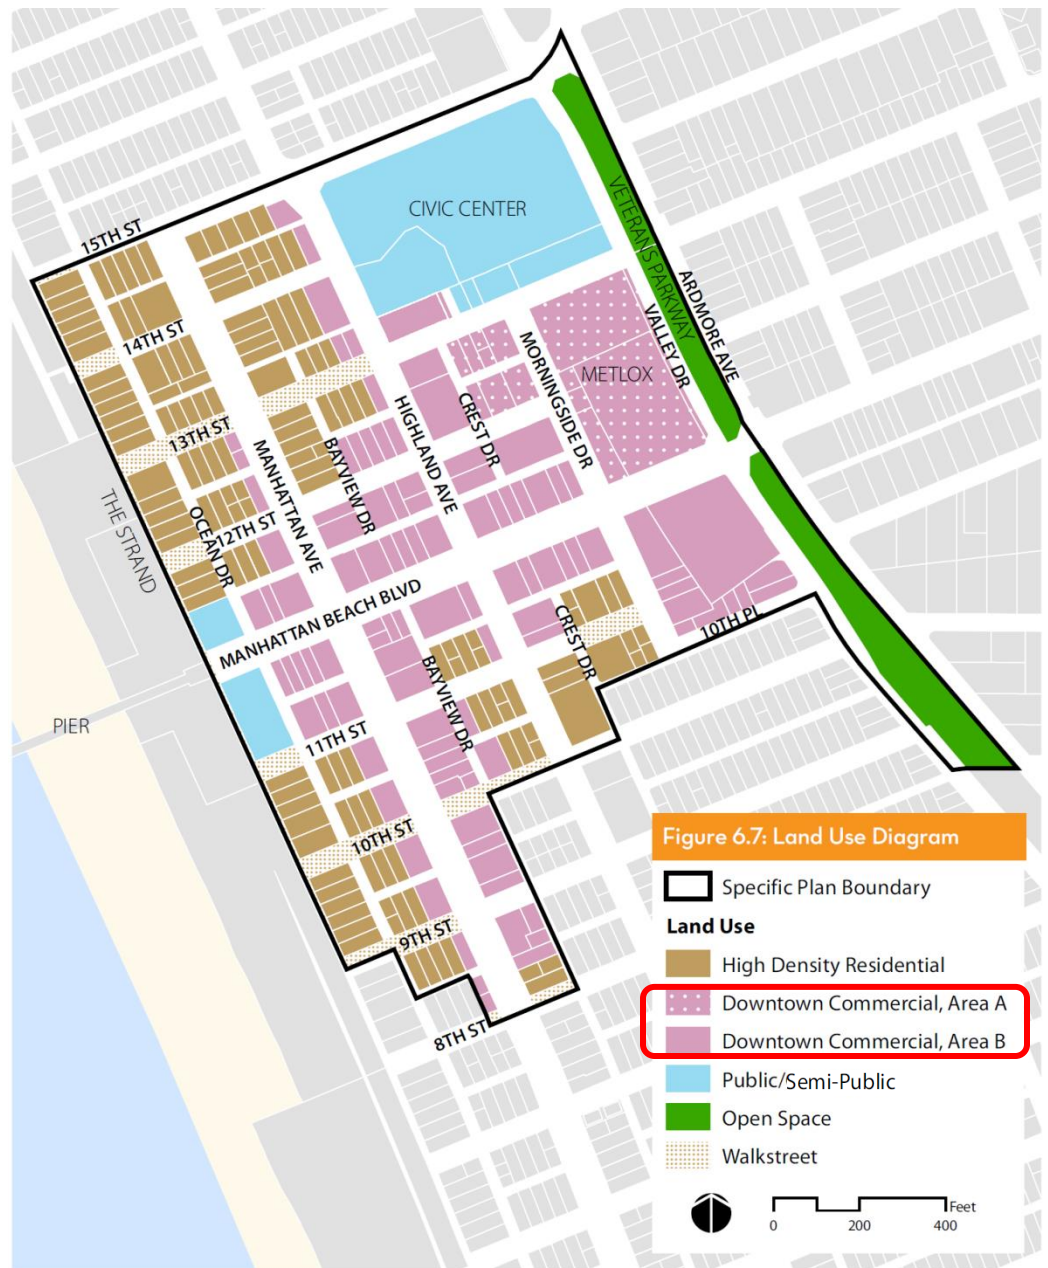 15TH ST
CIVIC CENTER
VETERANS PARKWAY
ARDMORE AVE
14TH ST
VALLEY DR
MORNINGSIDE DR
METLOX
HIGHLAND AVE
CREST DR
13TH ST
MANHATTAN AVE
BAYVIEW DR
THE STRAND
OCEAN DR
12TH ST
MANHATTAN BEACH BLVD
CREST DR
10TH PL
BAYVIEW DR
PIER
11TH ST
10TH ST
9TH ST
8TH ST
Figure 6.7: Land Use Diagram
Specific Plan Boundary
Land Use
High Density Residential
Downtown Commercial, Area A
Downtown Commercial, Area B
Public/Semi-Public
Open Space
Walkstreet
Feet
0 200 400